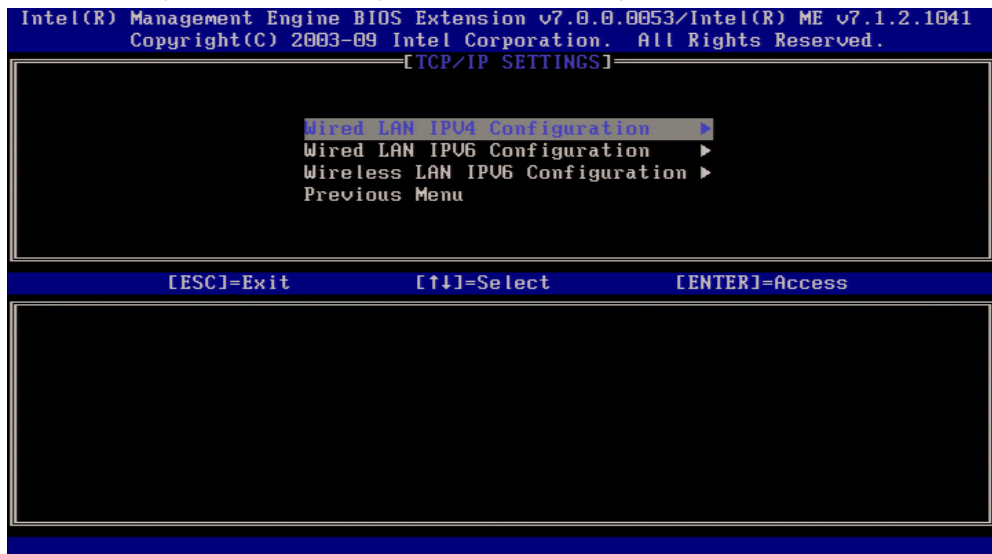 Intel(R) Management Engine BIOS Extension v7.0.0.0053/Intel(R) ME v7.1.2.1041
Copyright(C) 2003-09 Intel Corporation. All Rights Reserved.
[TCP/IP SETTINGS]
Wired LAN IPV4 Configuration ►
Wired LAN IPV6 Configuration ►
Wireless LAN IPV6 Configuration ►
Previous Menu
[ESC]=Exit [↑↓]=Select [ENTER]=Access